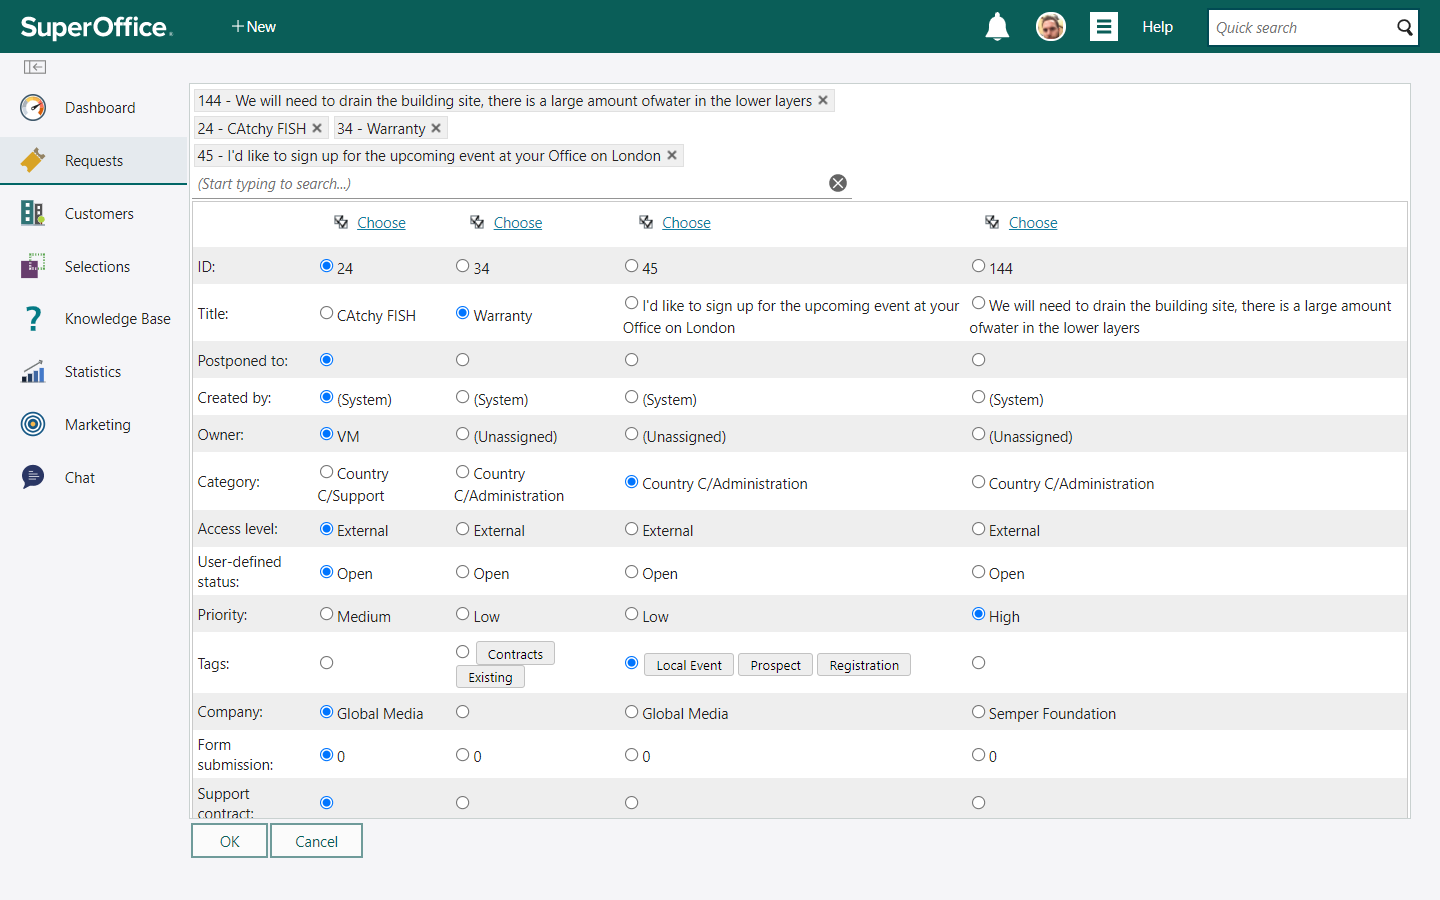 SuperOffice.
+ New
Help
Quick search
Dashboard
Requests
Customers
Selections
Knowledge Base
Statistics
Marketing
Chat
144 - We will need to drain the building site, there is a large amount ofwater in the lower layers
24 - CAtchy FISH 34 - Warranty
45 - I'd like to sign up for the upcoming event at your Office on London
(Start typing to search...)
Choose Choose Choose Choose
ID: 24 34 45 144
Title: CAtchy FISH Warranty I'd like to sign up for the upcoming event at your We will need to drain the building site, there is a large amount
Office on London ofwater in the lower layers
Postponed to:
Created by: (System) (System) (System) (System)
Owner: VM (Unassigned) (Unassigned) (Unassigned)
Category: Country Country Country C/Administration Country C/Administration
C/Support C/Administration
Access level: External External External External
User-defined
status: Open Open Open Open
Priority: Medium Low Low High
Tags: Contracts Local Event Prospect Registration
Existing
Company: Global Media Global Media Semper Foundation
Form
submission: 0 0 0 0
Support
contract:
OK Cancel